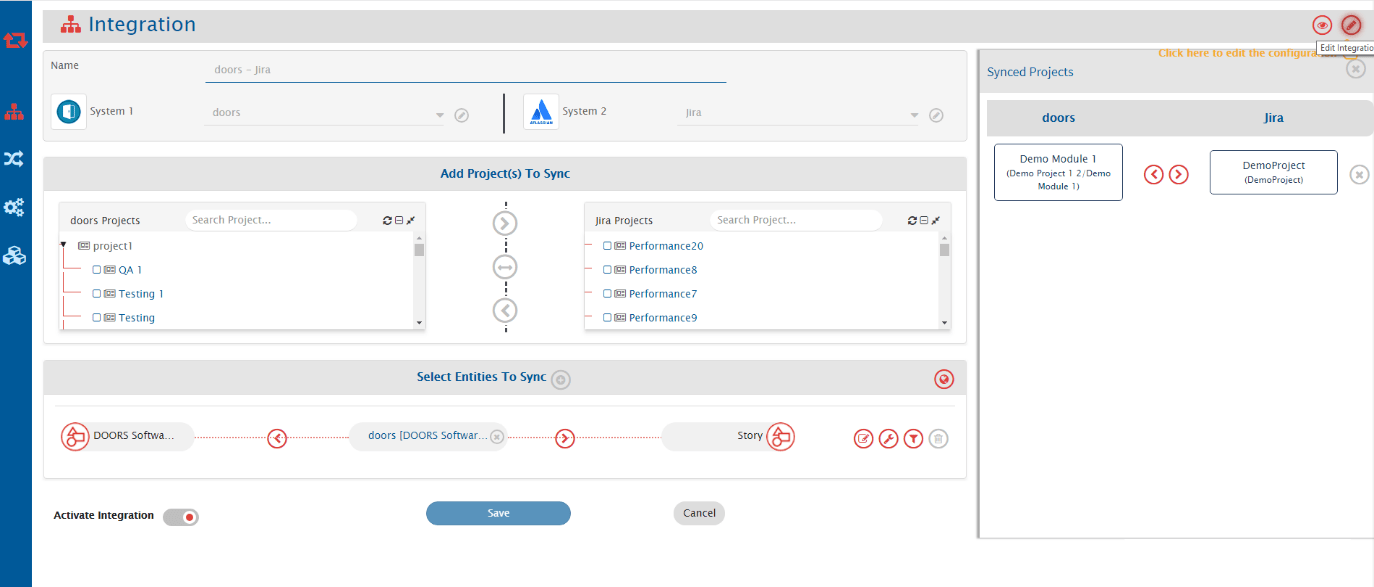 Integration
Edit Integratio
Click here to edit the configura
Name
doors – Jira
System 1
doors
ATLASSIAN
System 2
Jira
Synced Projects
doors
Jira
Demo Module 1
(Demo Project 1 2/Demo
Module 1)
DemoProject
(DemoProject)
Add Project(s) To Sync
doors Projects
Search Project...
project1
QA 1
Testing 1
Testing
Jira Projects
Search Project...
Performance20
Performance8
Performance7
Performance9
Select Entities To Sync
DOORS Softwa...
doors [DOORS Softwar...
Story
Activate Integration
Save
Cancel